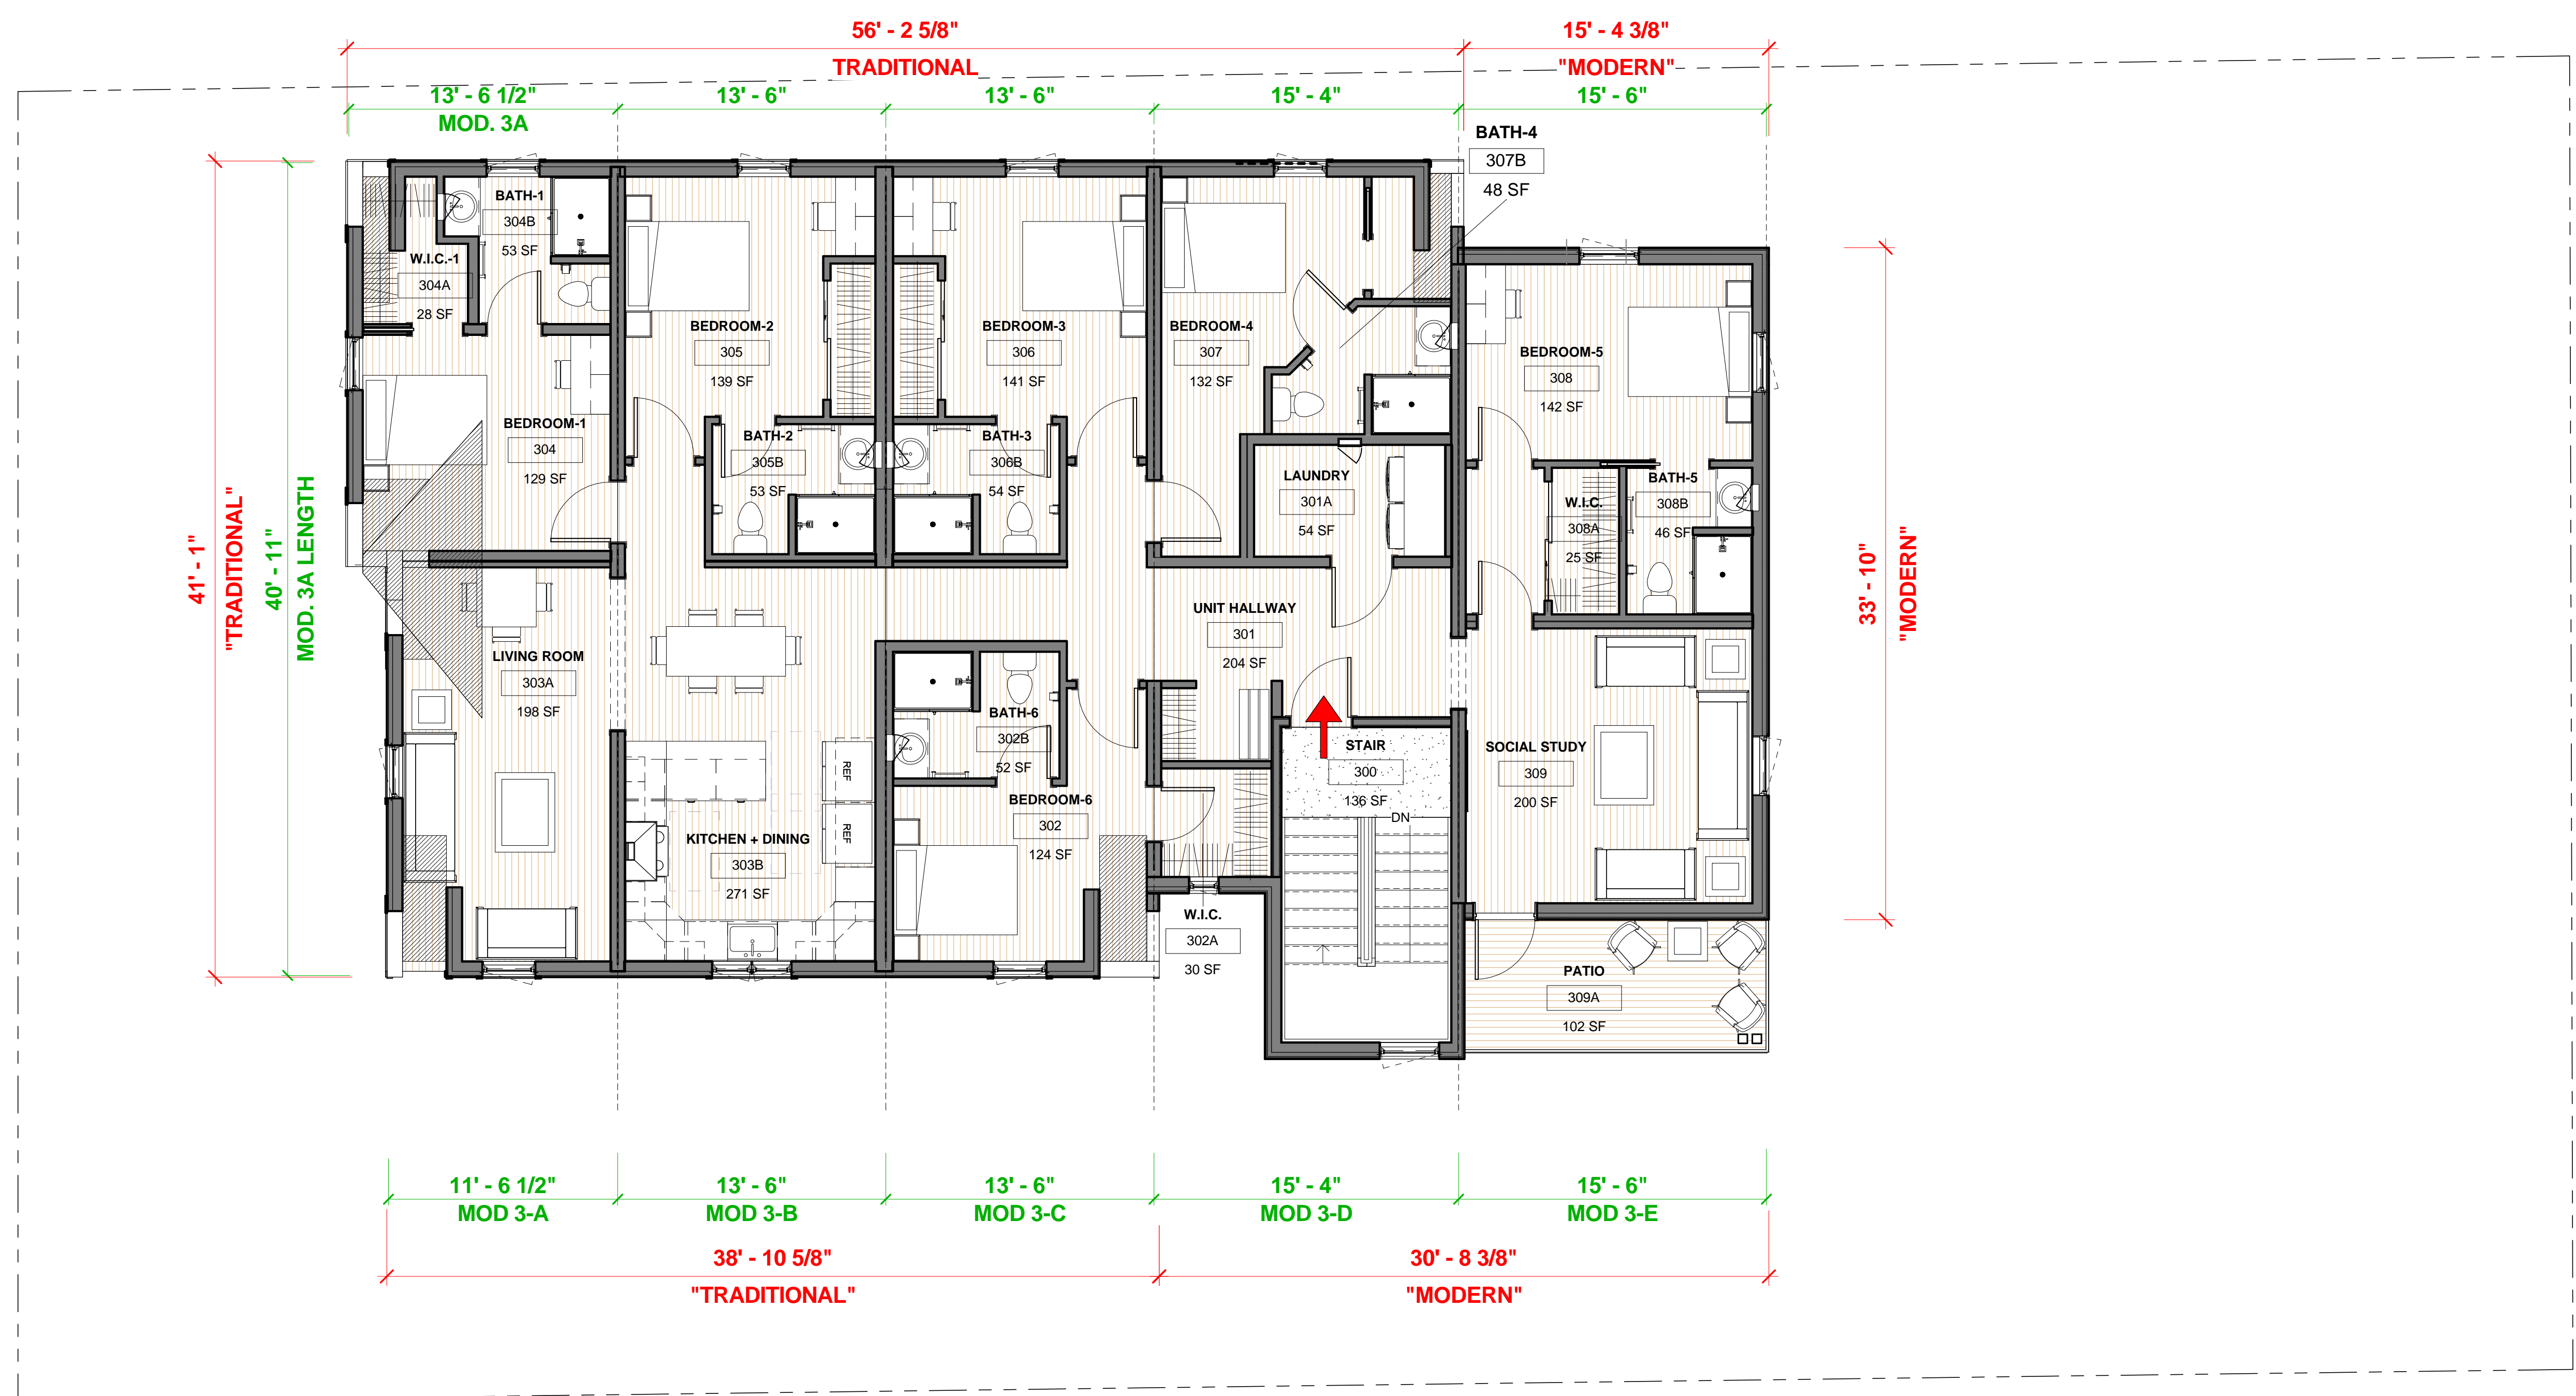 56' - 2 5/8"
TRADITIONAL
15' - 4 3/8"
"MODERN"
13' - 6 1/2"
MOD. 3A
13' - 6"
13' - 6"
15' - 4"
15' - 6"
BATH-4
307B
48 SF
41' - 1"
"TRADITIONAL"
40' - 11"
MOD. 3A LENGTH
33' - 10"
"MODERN"
BATH-1
304B
53 SF
W.I.C.-1
304A
28 SF
BEDROOM-1
304
129 SF
BEDROOM-2
305
139 SF
BATH-2
305B
53 SF
BEDROOM-3
306
141 SF
BATH-3
306B
54 SF
BEDROOM-4
307
132 SF
LAUNDRY
301A
54 SF
BEDROOM-5
308
142 SF
W.I.C.
308A
25 SF
BATH-5
308B
46 SF
LIVING ROOM
303A
198 SF
UNIT HALLWAY
301
204 SF
BATH-6
302B
52 SF
BEDROOM-6
302
124 SF
REF
REF
KITCHEN + DINING
303B
271 SF
STAIR
300
136 SF
DN
SOCIAL STUDY
309
200 SF
W.I.C.
302A
30 SF
PATIO
309A
102 SF
11' - 6 1/2"
MOD 3-A
13' - 6"
MOD 3-B
13' - 6"
MOD 3-C
15' - 4"
MOD 3-D
15' - 6"
MOD 3-E
38' - 10 5/8"
"TRADITIONAL"
30' - 8 3/8"
"MODERN"